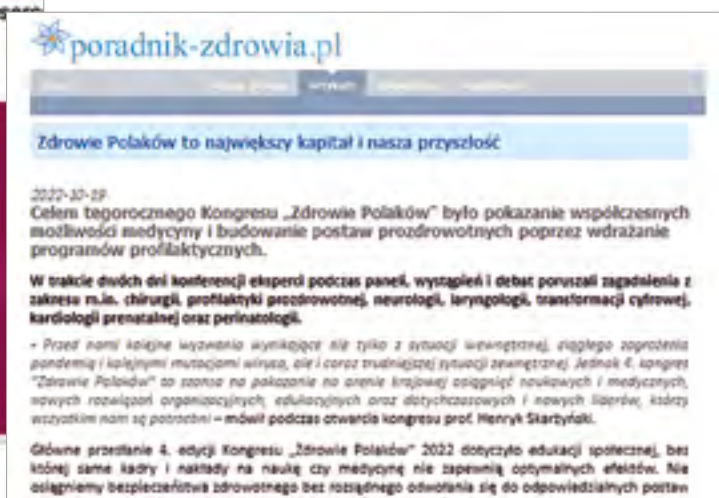 poradnik-zdrowia.pl
Zdrowie Polaków to największy kapitał i nasza przyszłość
2022-10-19
Celem tegorocznego Kongresu „Zdrowie Polaków” było pokazanie współczesnych
możliwości medycyny i budowanie postaw prozdrowotnych poprzez wdrażanie
programów profilaktycznych.
W trakcie dwóch dni konferencji eksperci podczas paneli, wystąpień i debat poruszali zagadnienia z
zakresu m.in. chirurgii, profilaktyki prozdrowotnej, neurologii, laryngologii, transformacji cyfrowej,
kardiologii prenatalnej oraz perinatologii.
- Przed nami kolejne wyzwania wynikające nie tylko z sytuacji wewnętrznej, ciągłego zagrożenia
pandemią i kolejnymi mutacjami wirusa, ale i coraz trudniejszej sytuacji zewnętrznej. Jednak 4. kongres
"Zdrowie Polaków" to szansa na pokazanie na arenie krajowej osiągnięć naukowych i medycznych,
nowych rozwiązań organizacyjnych, edukacyjnych oraz dotychczasowych i nowych liderów, którzy
wszystkim nam są potrzebni – mówił podczas otwarcia kongresu prof. Henryk Skarżyński.
Główne przesłanie 4. edycji Kongresu „Zdrowie Polaków” 2022 dotyczyło edukacji społecznej, bez
której same kadry i nakłady na naukę czy medycynę nie zapewnią optymalnych efektów. Nie
osiągniemy bezpieczeństwa zdrowotnego bez rozsądnego odwołania się do odpowiedzialnych postaw